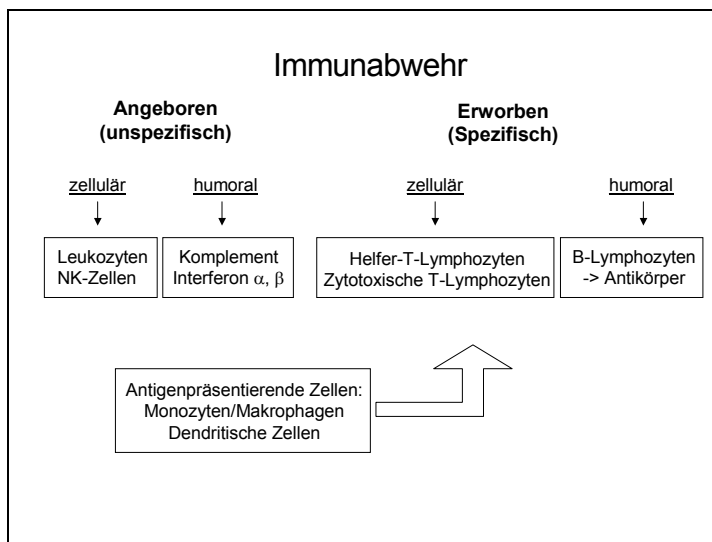 Immunabwehr
Angeboren
(unspezifisch)
Erworben
(Spezifisch)
zellulär
humoral
zellulär
humoral
Leukozyten
NK-Zellen
Komplement
Interferon α, β
Helfer-T-Lymphozyten
Zytotoxische T-Lymphozyten
B-Lymphozyten
-> Antikörper
Antigenpräsentierende Zellen:
Monozyten/Makrophagen
Dendritische Zellen